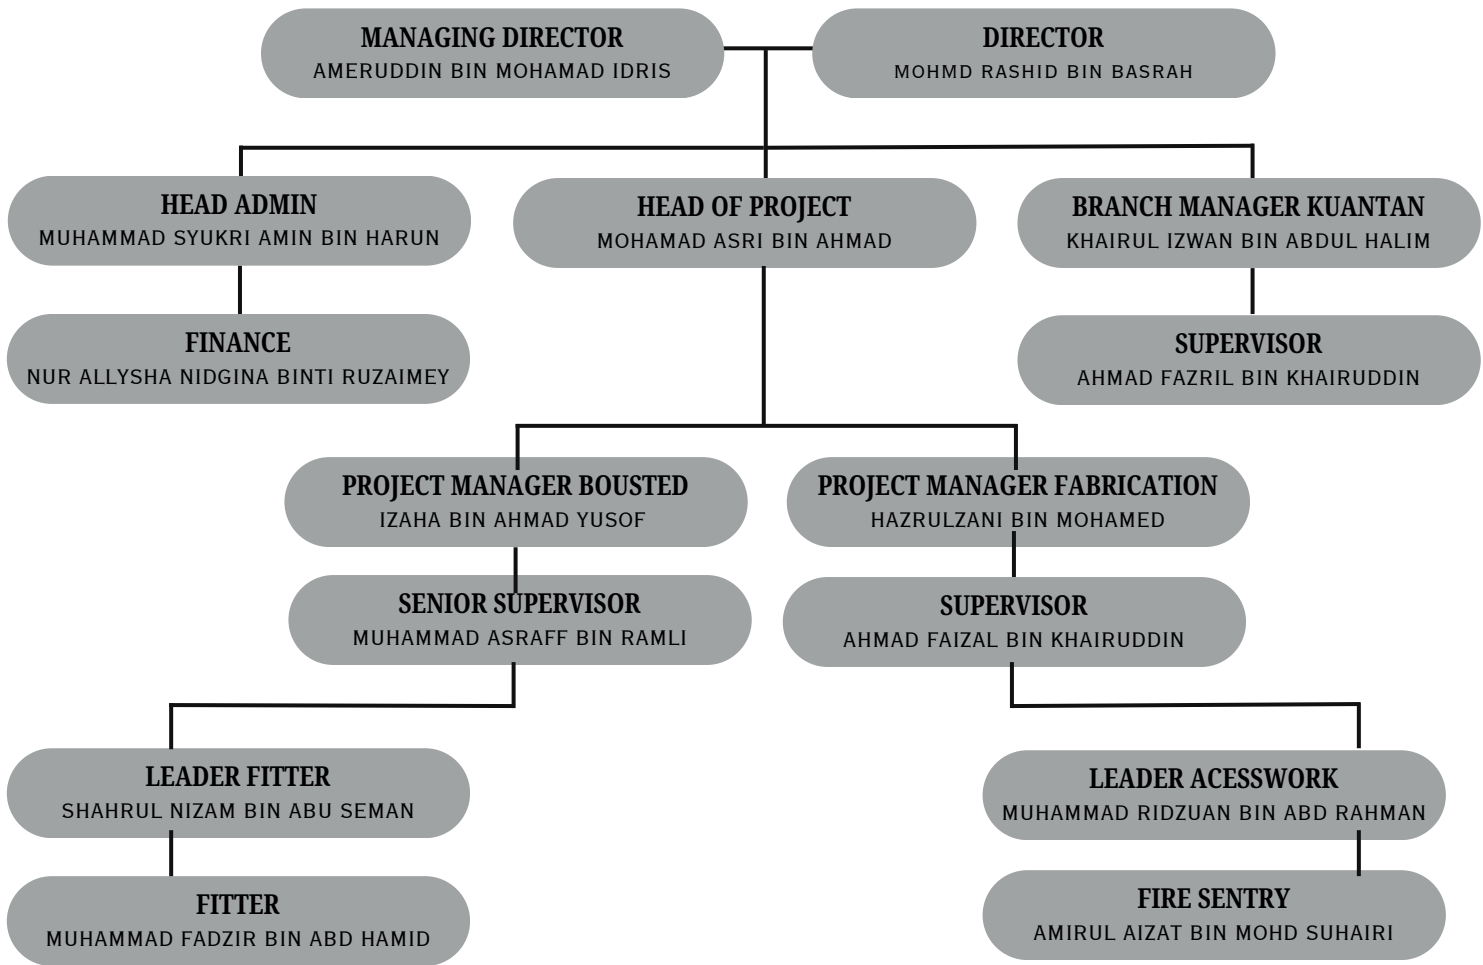 MANAGING DIRECTOR
AMERUDDIN BIN MOHAMAD IDRIS
DIRECTOR
MOHMD RASHID BIN BASRAH
HEAD ADMIN
MUHAMMAD SYUKRI AMIN BIN HARUN
HEAD OF PROJECT
MOHAMAD ASRI BIN AHMAD
BRANCH MANAGER KUANTAN
KHAIRUL IZWAN BIN ABDUL HALIM
FINANCE
NUR ALLYSHA NIDGINA BINTI RUZAIMEY
SUPERVISOR
AHMAD FAZRIL BIN KHAIRUDDIN
PROJECT MANAGER BOUSTED
IZAHA BIN AHMAD YUSOF
PROJECT MANAGER FABRICATION
HAZRULZANI BIN MOHAMED
SENIOR SUPERVISOR
MUHAMMAD ASRAFF BIN RAMLI
SUPERVISOR
AHMAD FAIZAL BIN KHAIRUDDIN
LEADER FITTER
SHAHRUL NIZAM BIN ABU SEMAN
LEADER ACESSWORK
MUHAMMAD RIDZUAN BIN ABD RAHMAN
FITTER
MUHAMMAD FADZIR BIN ABD HAMID
FIRE SENTRY
AMIRUL AIZAT BIN MOHD SUHAIRI